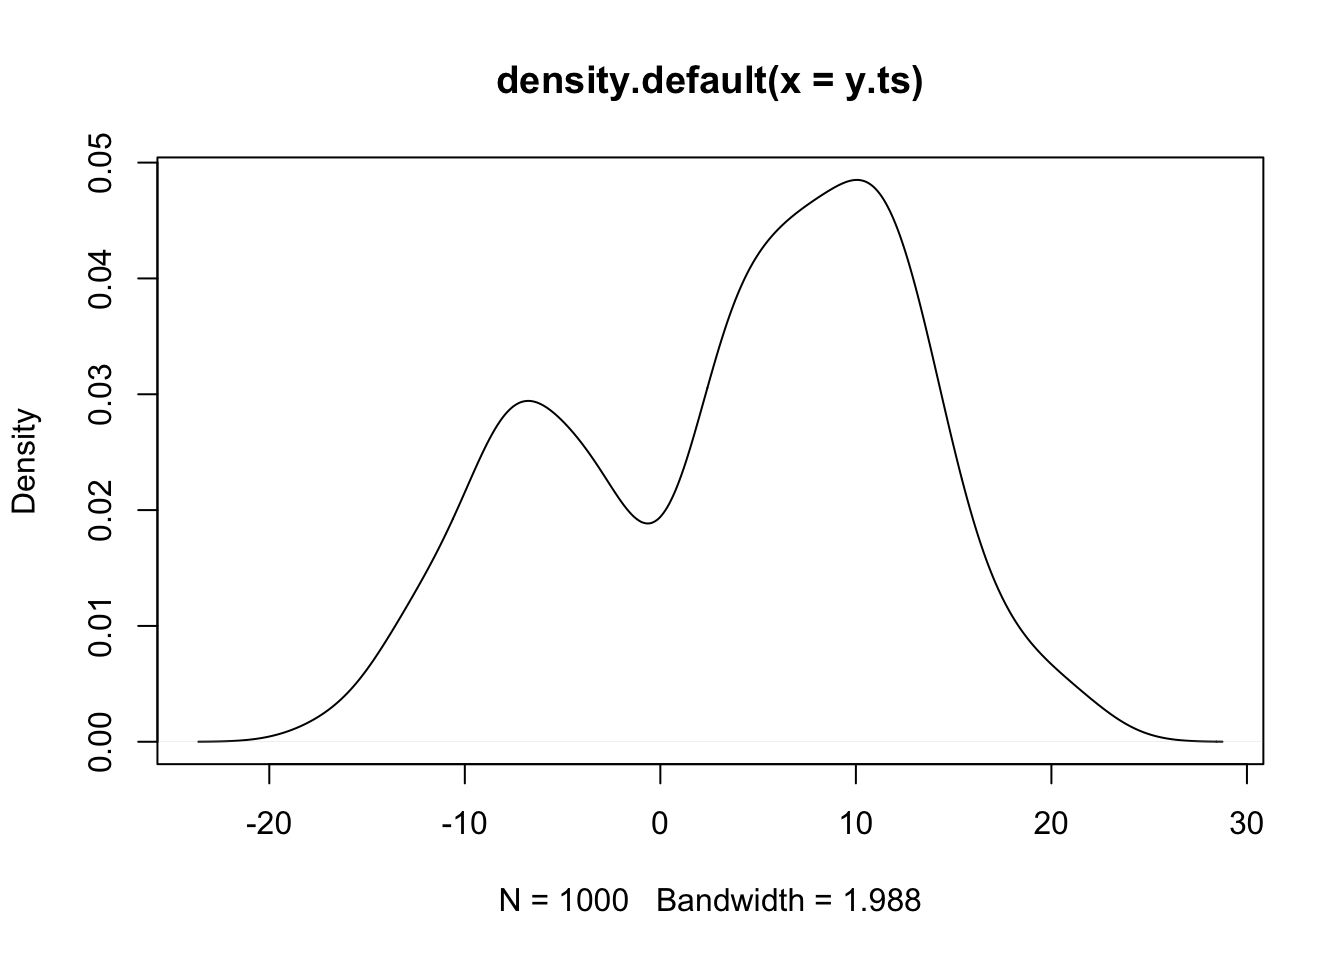 density.default(x = y.ts)
Density
0.05
0.04
0.03
0.02
0.01
0.00
-20 -10 0 10 20 30
N = 1000 Bandwidth = 1.988